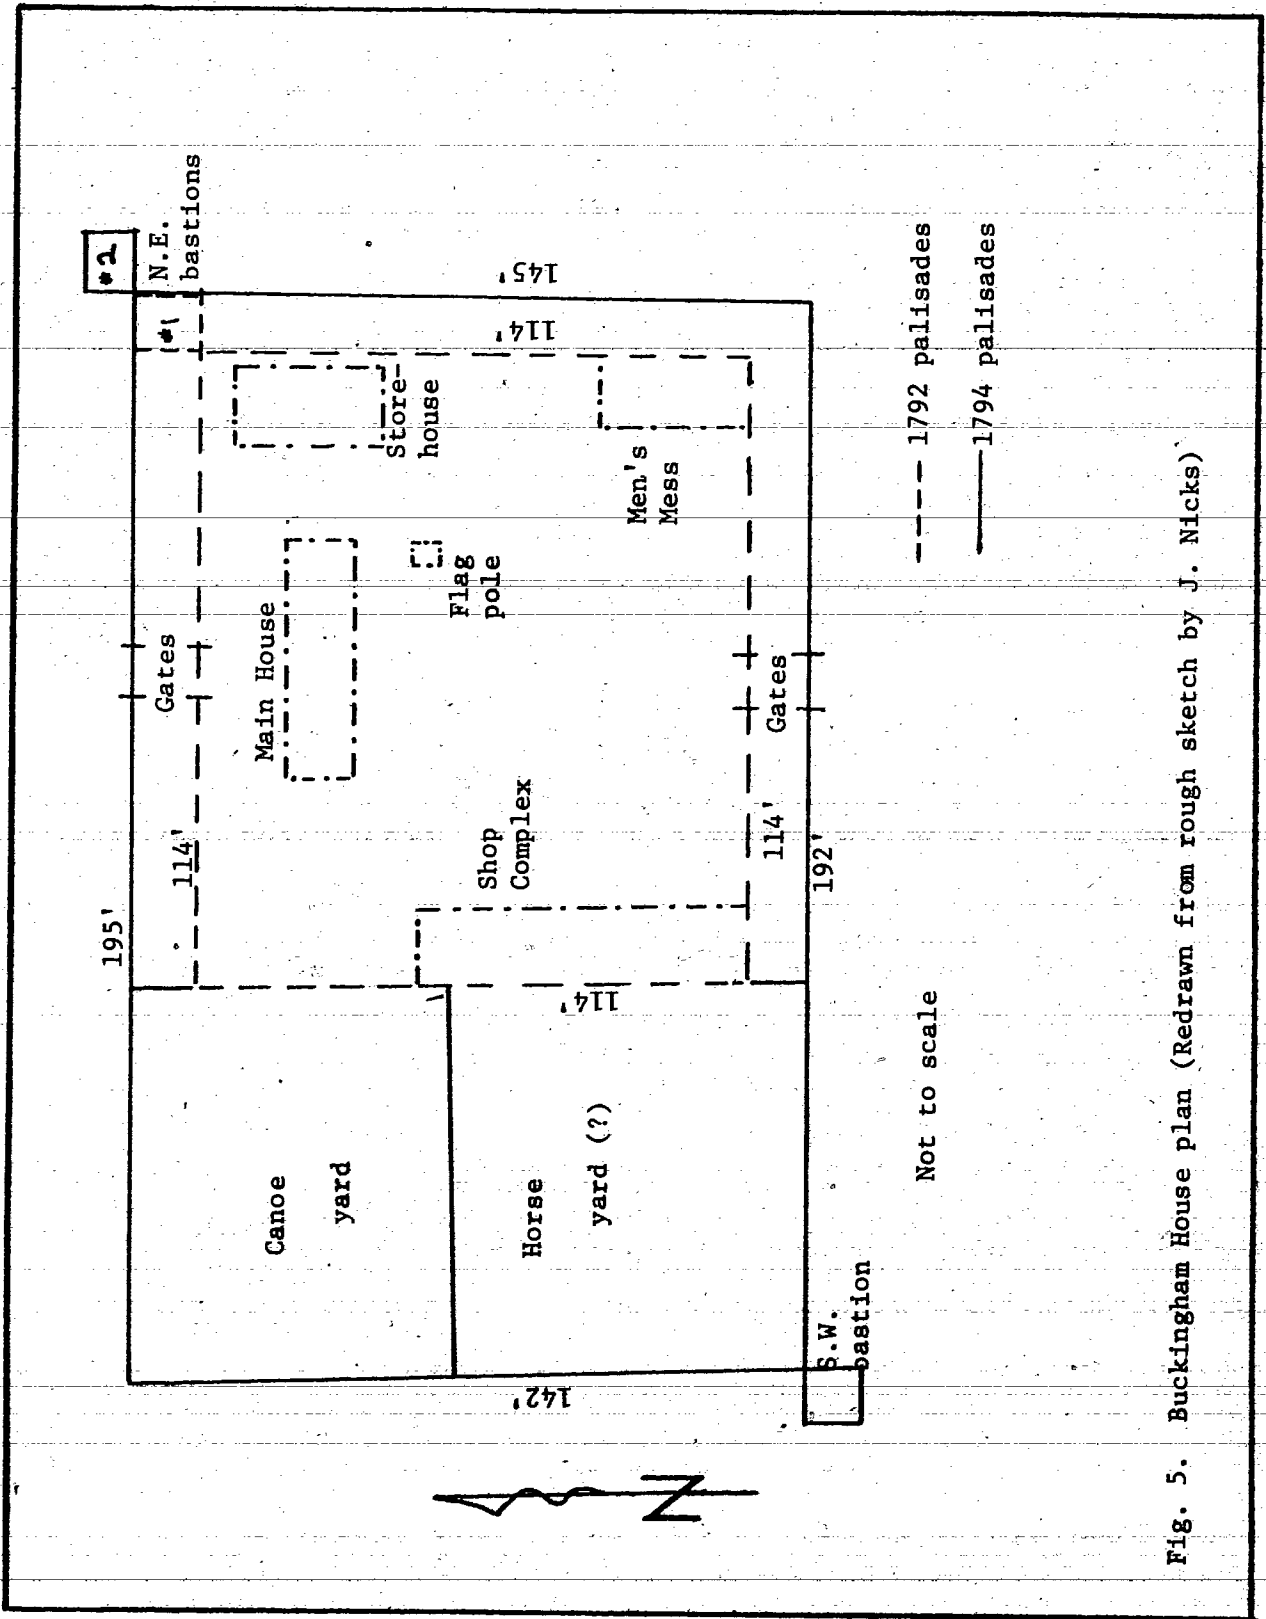 #2
N.E.
bastions
#1
195'
Gates
114'
Main House
Store-
house
145'
114'
Flag
pole
Canoe
yard
Shop
Complex
Men's
Mess
114'
Horse
yard (?)
142'
Gates
114'
192'
S.W.
bastion
N
--- 1792 palisades
1794 palisades
Not to scale
Fig. 5. Buckingham House plan (Redrawn from rough sketch by J. Nicks)